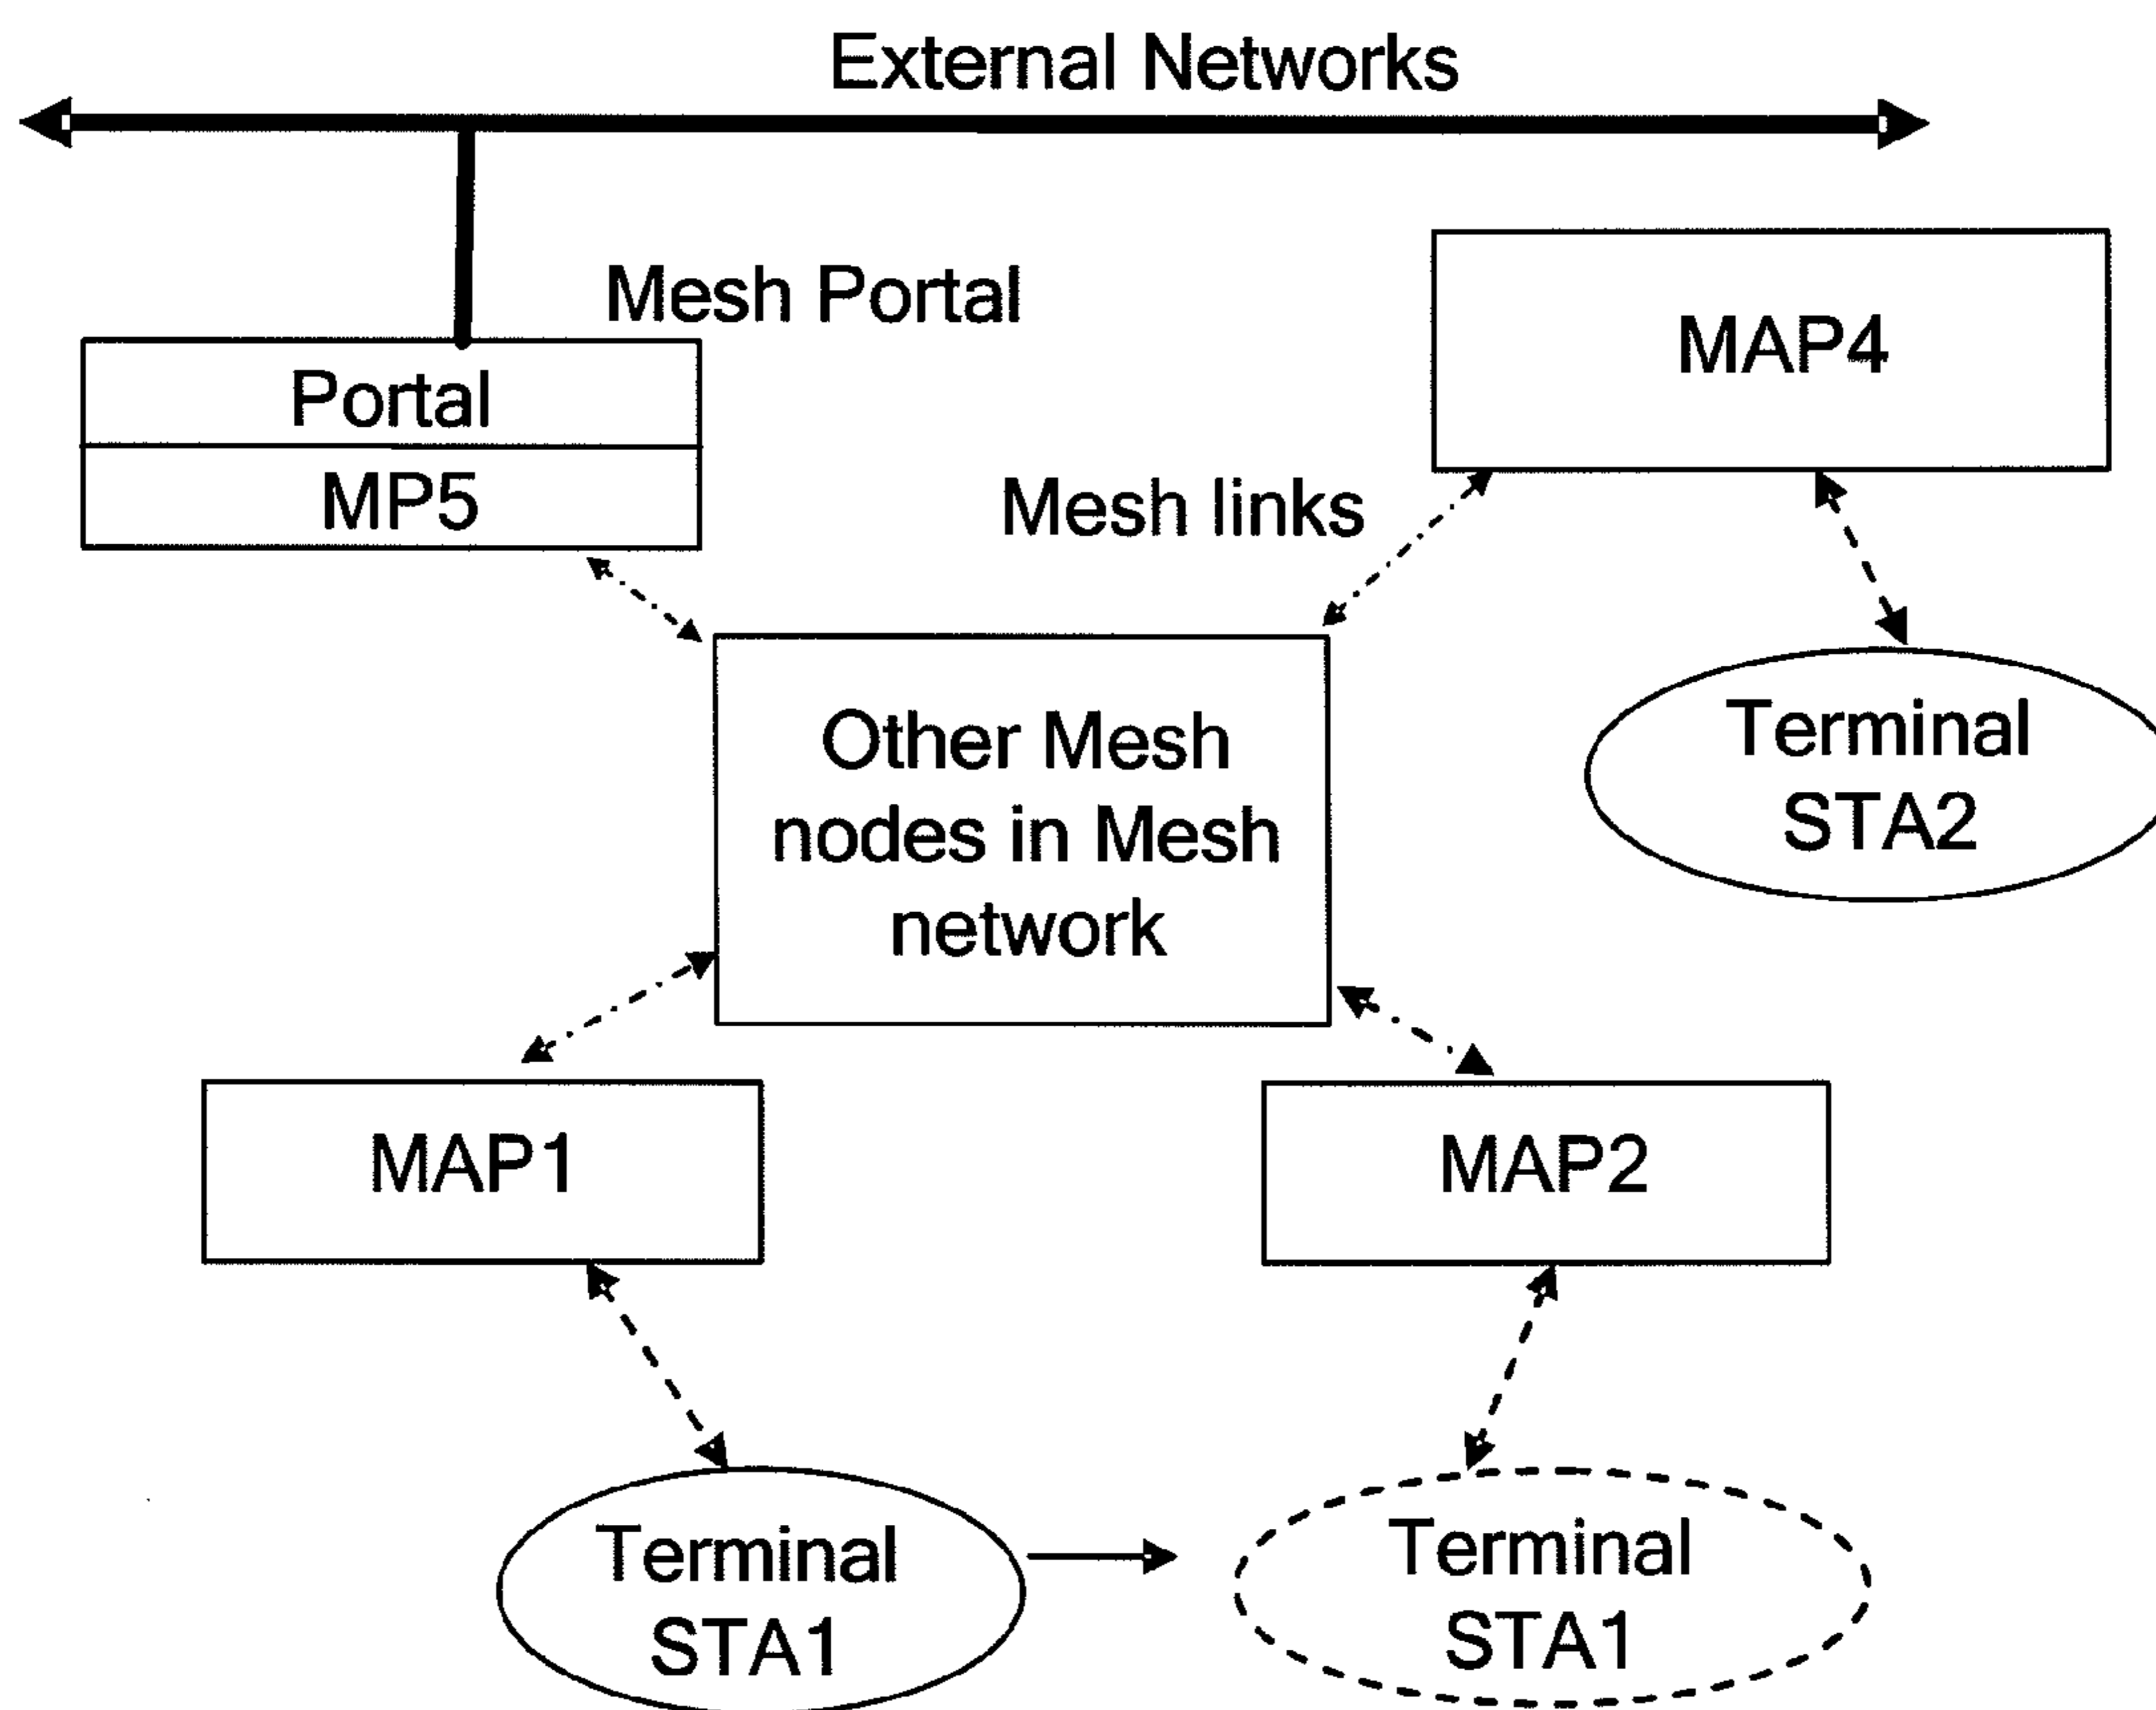 External Networks
Mesh Portal
MAP4
Portal
MP5
Mesh links
Other Mesh
nodes in Mesh
network
Terminal
STA2
MAP1
MAP2
Terminal
STA1
Terminal
STA1